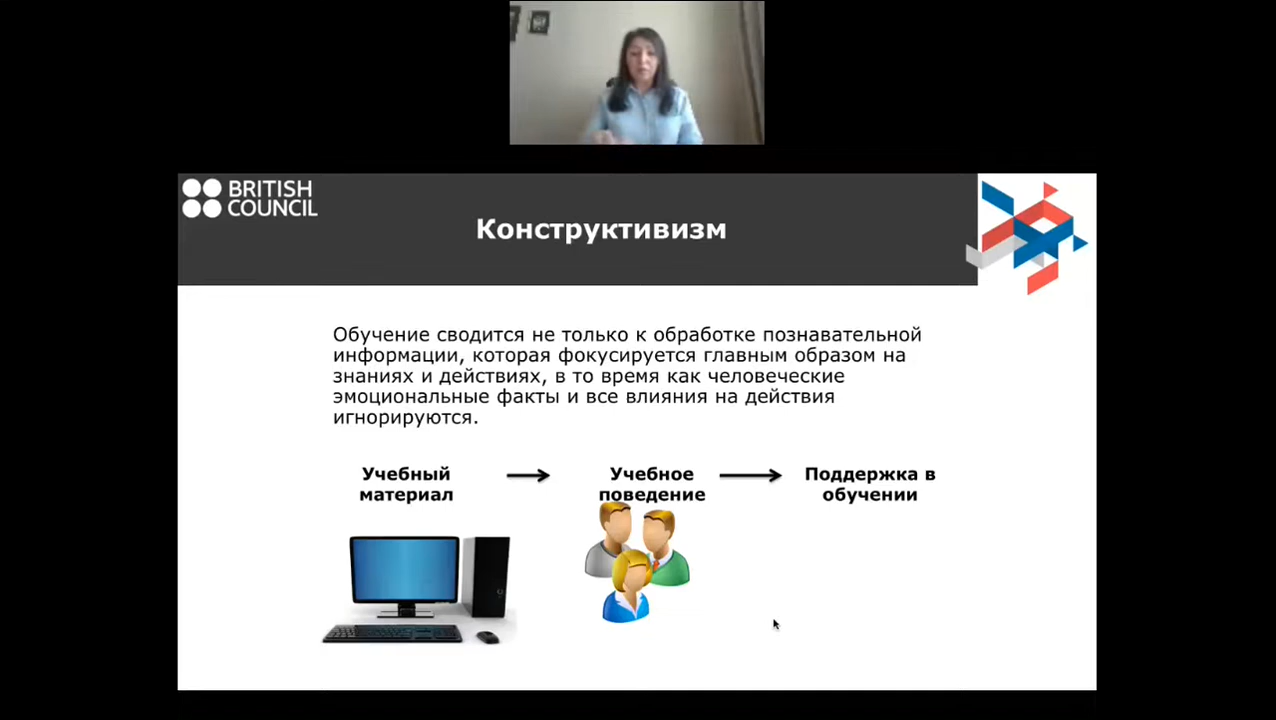 BRITISH
COUNCIL
Конструктивизм
Обучение сводится не только к обработке познавательной
информации, которая фокусируется главным образом на
знаниях и действиях, в то время как человеческие
эмоциональные факты и все влияния на действия
игнорируются.
Учебный
материал
Учебное
поведение
Поддержка в
обучении